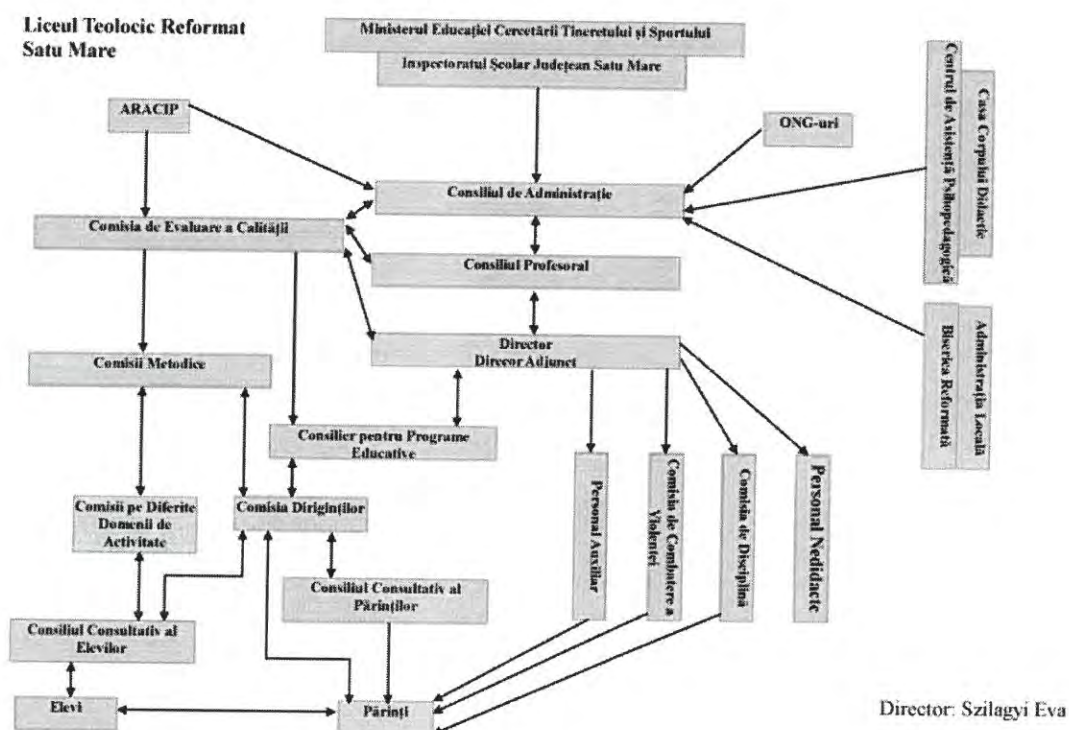 Liceul Teolocic Reformat
Satu Mare
Ministerul Educației Cercetării Tineretului și Sportului
Inspectoratul Școlar Județean Satu Mare
ARACIP
ONG-uri
Centrul de Asistență Psihopedagogică
Casa Corpului Didactic
Consiliul de Administrație
Comisia de Evaluare a Calității
Consiliul Profesoral
Director
Direcor Adjunct
Biserica Reformată
Administrația Locală
Comisii Metodice
Consilier pentru Programe
Educative
Comisii pe Diferite
Domenii de
Activitate
Comisia Diriginților
Personal Auxiliar
Comisia de Combatere a
Violenței
Comisia de Disciplină
Personal Nedidactc
Consiliul Consultativ al
Părinților
Consiliul Consultativ al
Elevilor
Elevi
Părinți
Director: Szilagyi Eva